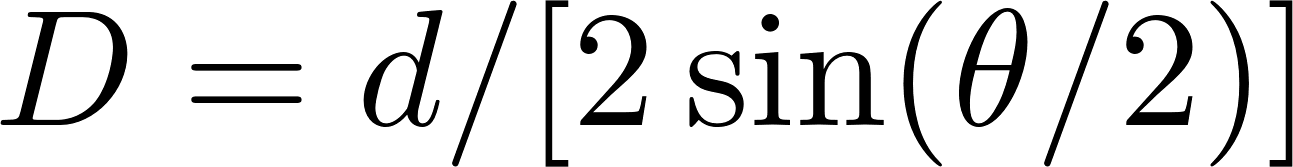 D = d/[2 sin(θ/2)]